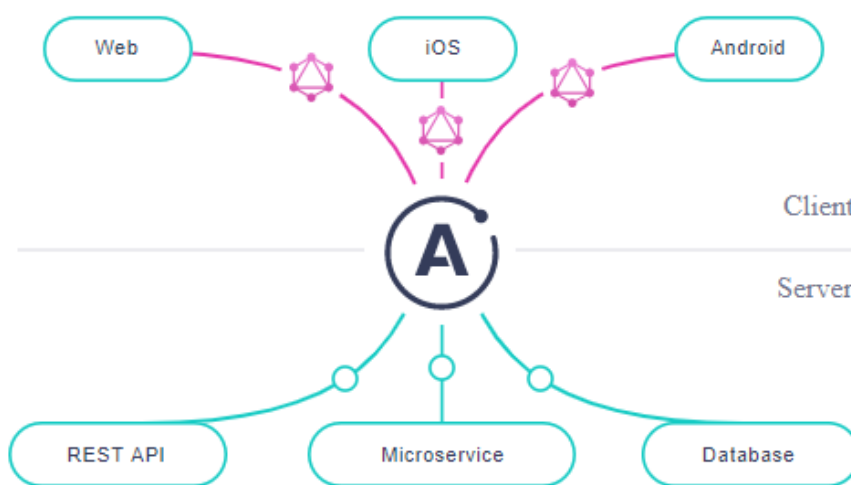 Web
iOS
Android
Client
A
Server
REST API
Microservice
Database